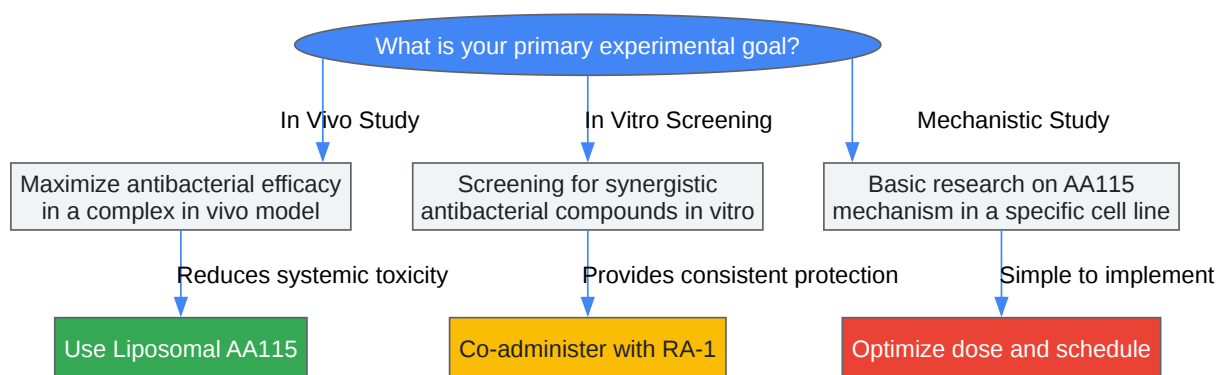 What is your primary experimental goal?
In Vivo Study
In Vitro Screening
Mechanistic Study
Maximize antibacterial efficacy
in a complex in vivo model
Screening for synergistic
antibacterial compounds in vitro
Basic research on AA115
mechanism in a specific cell line
Reduces systemic toxicity
Provides consistent protection
Simple to implement
Use Liposomal AA115
Co-administer with RA-1
Optimize dose and schedule